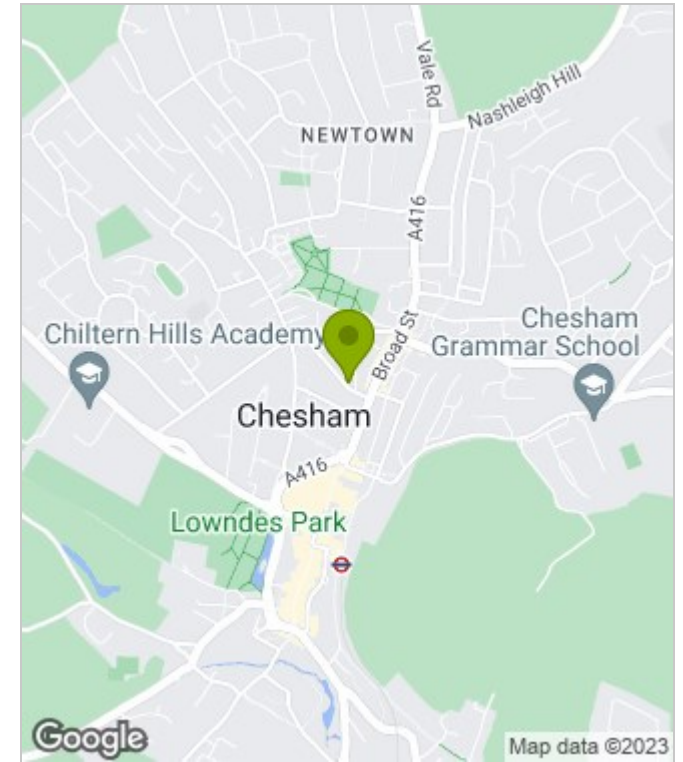 Vale Rd
Nashleigh Hill
NEWTOWN
A416
Chiltern Hills Academy
Broad St
Chesham
Grammar School
Chesham
A416
Lowndes Park
Google
Map data ©2023